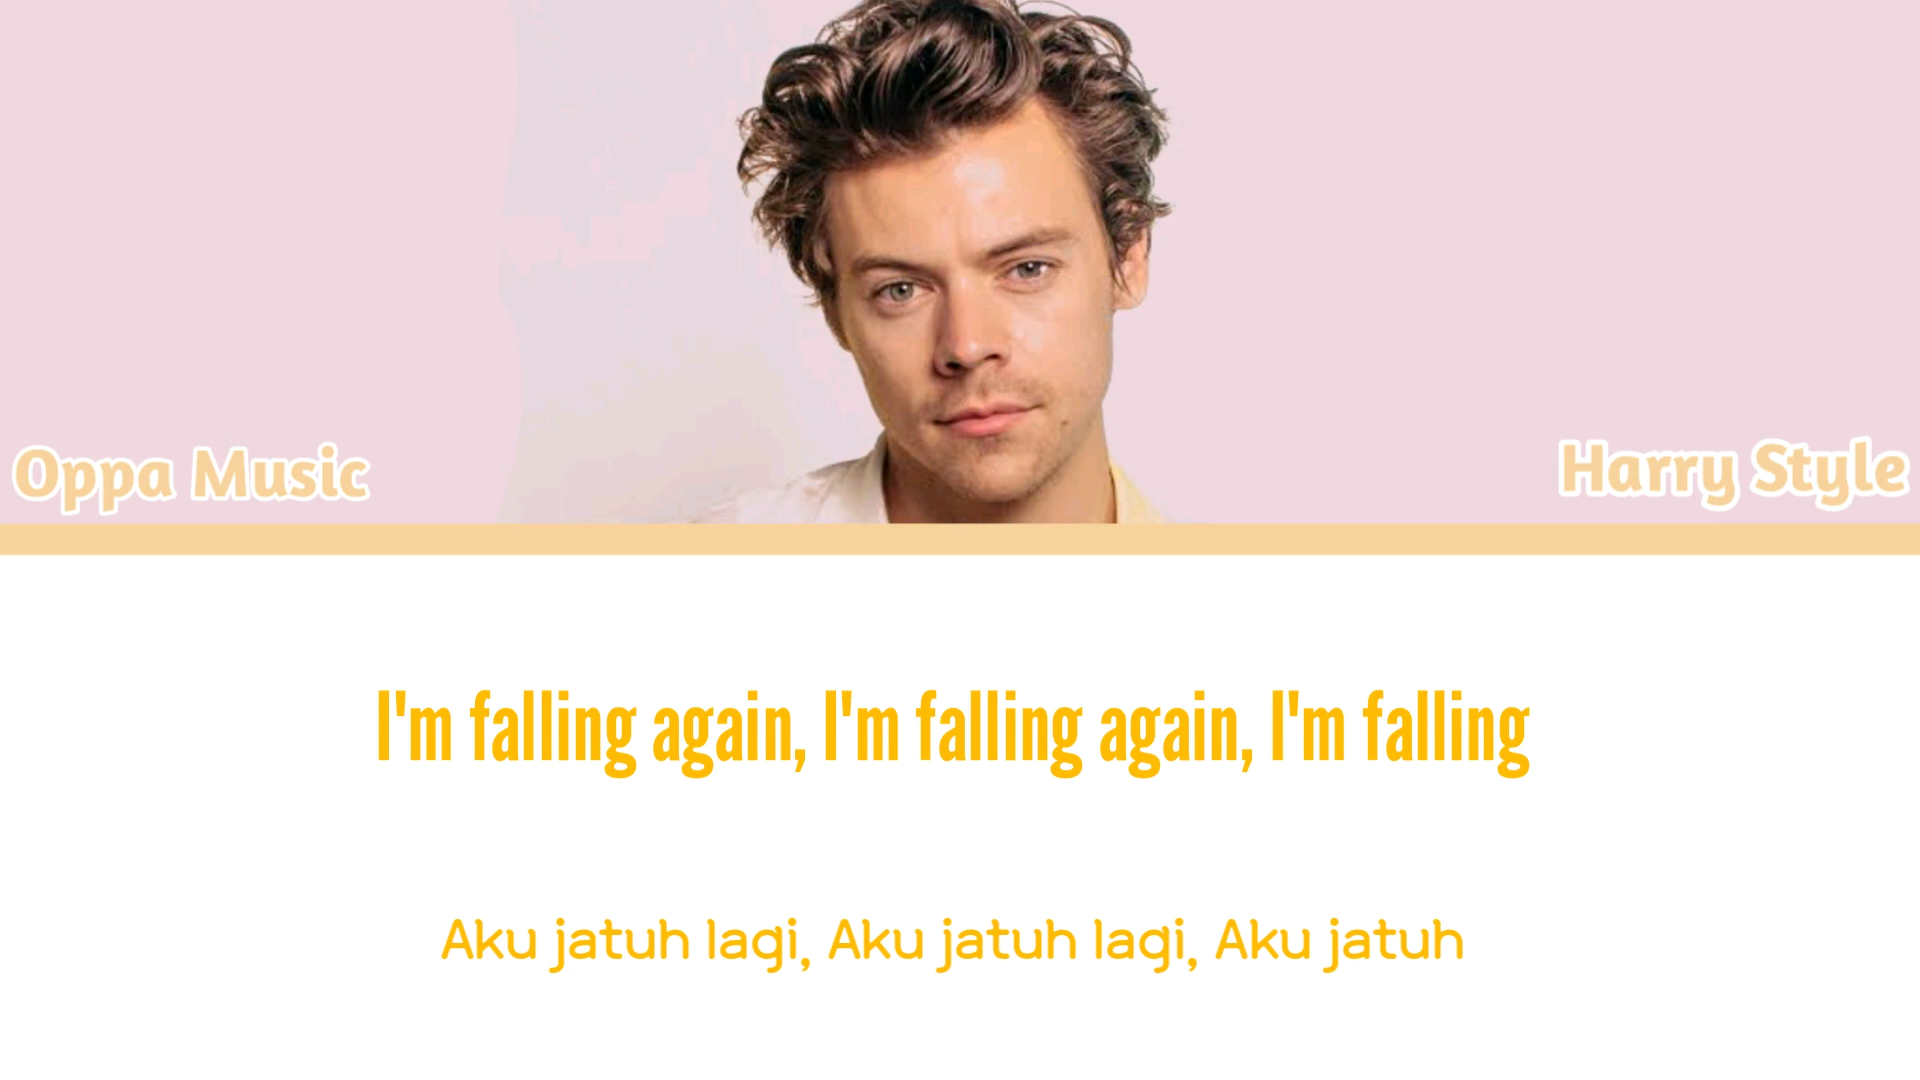 Oppa Music
Harry Style
I'm falling again, I'm falling again, I'm falling
Aku jatuh lagi, Aku jatuh lagi, Aku jatuh